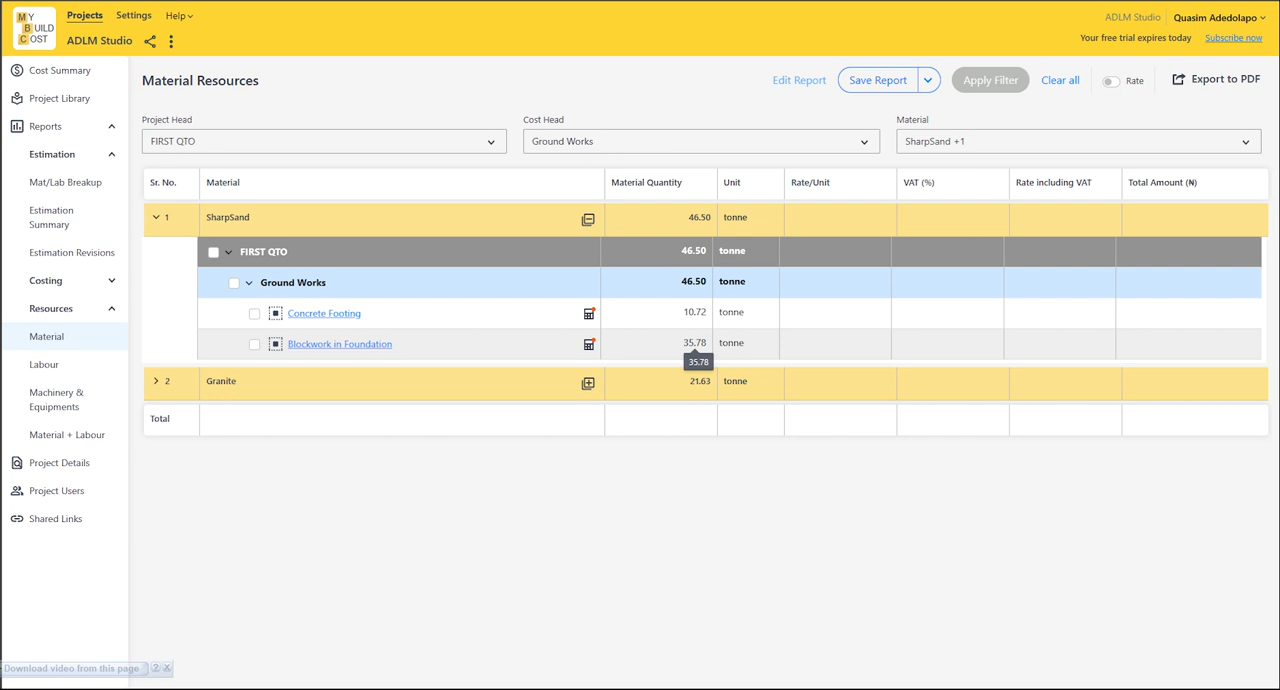 MY
BUILD
COST
Projects
Settings
Help
ADLM Studio
ADLM Studio
Quasim Adedolapo
Your free trial expires today
Subscribe now
Cost Summary
Project Library
Reports
Estimation
Mat/Lab Breakup
Estimation
Summary
Estimation Revisions
Costing
Resources
Material
Labour
Machinery &
Equipments
Material + Labour
Project Details
Project Users
Shared Links
Material Resources
Edit Report
Save Report
Apply Filter
Clear all
Rate
Export to PDF
Project Head
Cost Head
Material
FIRST QTO
Ground Works
SharpSand +1
Sr. No. Material Material Quantity Unit Rate/Unit VAT (%) Rate including VAT Total Amount (₦)
1 SharpSand 46.50 tonne
FIRST QTO 46.50 tonne
Ground Works 46.50 tonne
Concrete Footing 10.72 tonne
Blockwork in Foundation 35.78 tonne
35.78
2 Granite 21.63 tonne
Total
Download video from this page ? X